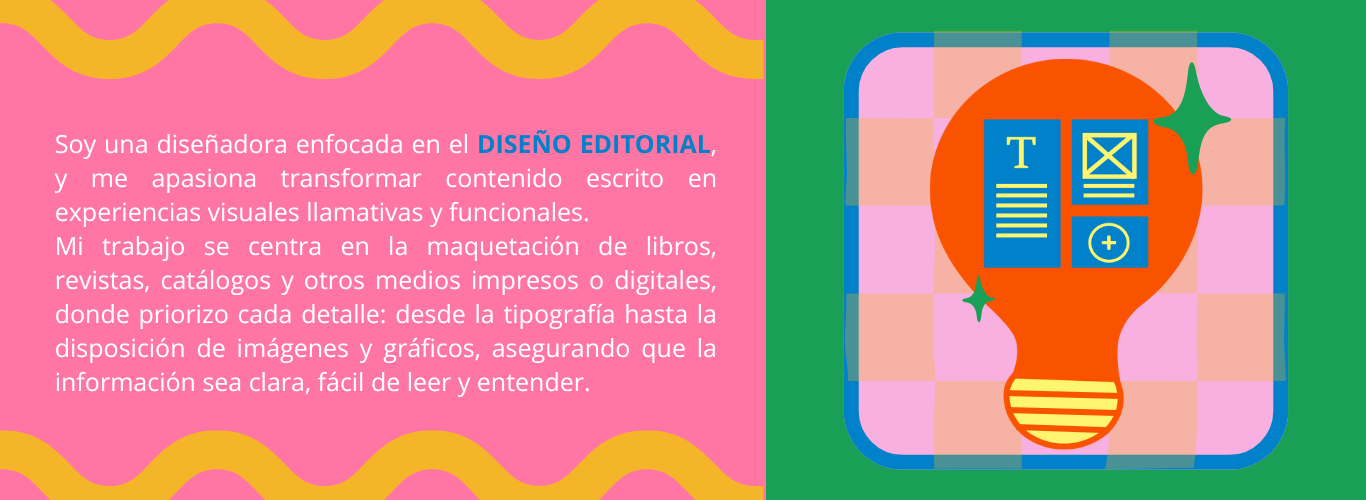 Soy una diseñadora enfocada en el DISEÑO EDITORIAL,
y me apasiona transformar contenido escrito en
experiencias visuales llamativas y funcionales.
Mi trabajo se centra en la maquetación de libros,
revistas, catálogos y otros medios impresos o digitales,
donde priorizo cada detalle: desde la tipografía hasta la
disposición de imágenes y gráficos, asegurando que la
información sea clara, fácil de leer y entender.
T